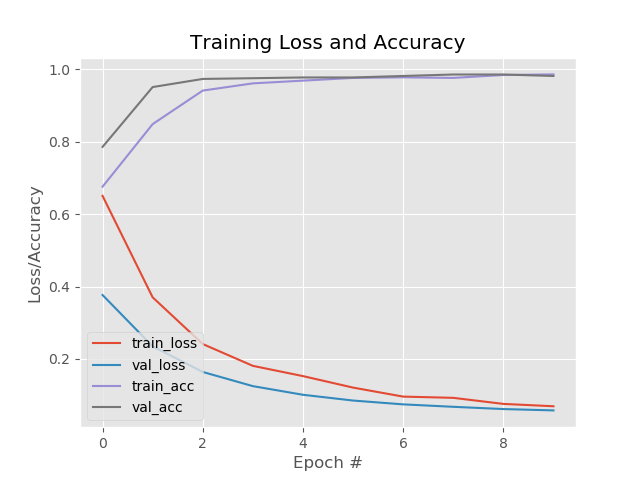 Training Loss and Accuracy
1.0
0.8
0.6
0.4
0.2
Loss/Accuracy
train_loss
val_loss
train_acc
val_acc
0 2 4 6 8
Epoch #